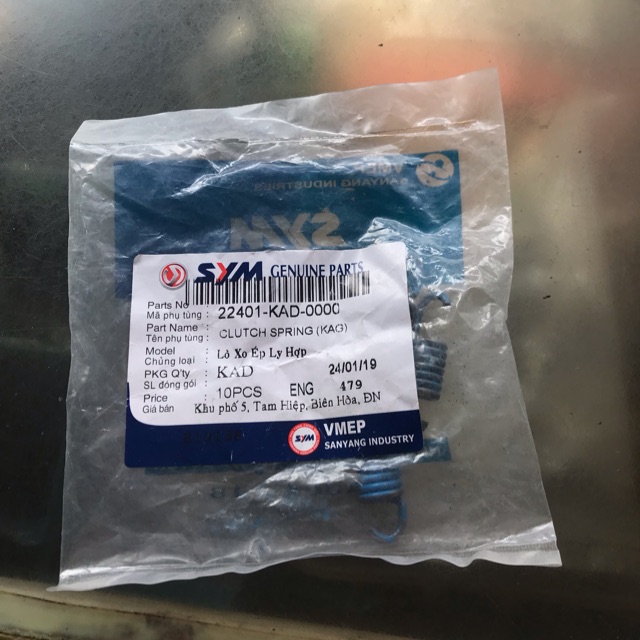 VMEP
SANYANG INDUSTRIES
SYM
SYM GENUINE PARTS
Parts No
Mã phụ tùng : 22401-KAD-0000
Part Name : CLUTCH SPRING (KAG)
Tên phụ tùng :
Model Lò Xo Ép Ly Hợp
Chủng loại :
PKG Q'ty : KAD 24/01/19
SL đóng gói
Price : 10PCS ENG 479
Giá bán Khu phố 5, Tam Hiệp, Biên Hòa, ĐN
SYM VMEP
SANYANG INDUSTRY